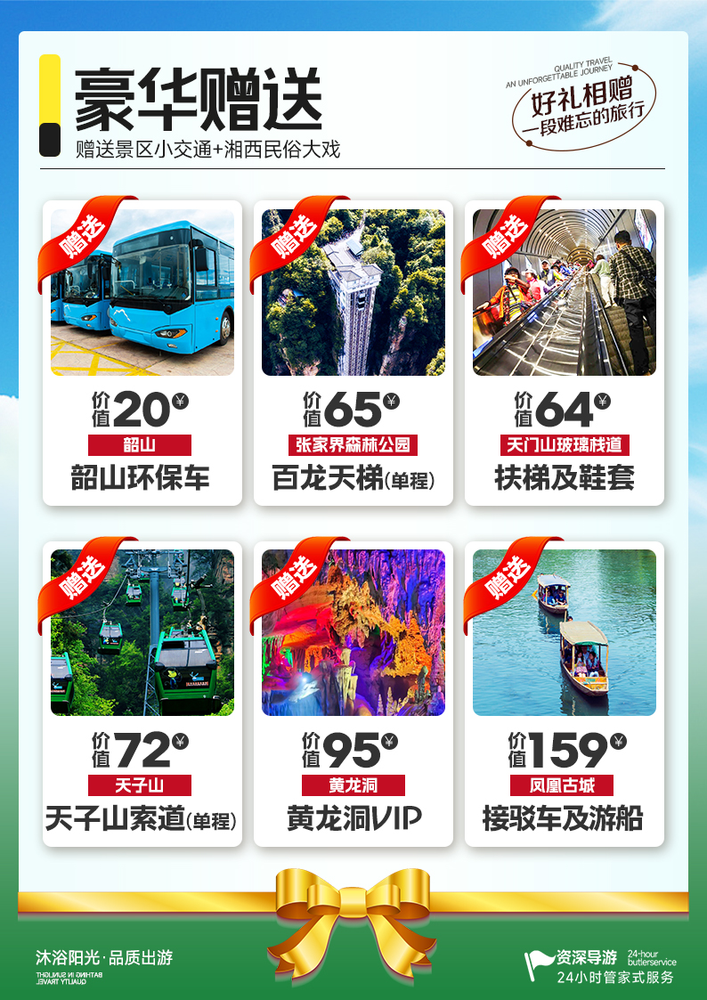 豪华赠送
赠送景区小交通+湘西民俗大戏
QUALITY TRAVEL
AN UNFORGETTABLE JOURNEY
好礼相赠
一段难忘的旅行
赠送
价值20¥
韶山
韶山环保车
赠送
价值65¥
张家界森林公园
百龙天梯(单程)
赠送
价值64¥
天门山玻璃栈道
扶梯及鞋套
赠送
价值72¥
天子山
天子山索道(单程)
赠送
价值95¥
黄龙洞
黄龙洞VIP
赠送
价值159¥
凤凰古城
接驳车及游船
沐浴阳光·品质出游
BATHING IN SUNLIGHT
QUALITY TRAVEL
资深导游
24-hour
butlerservice
24小时管家式服务